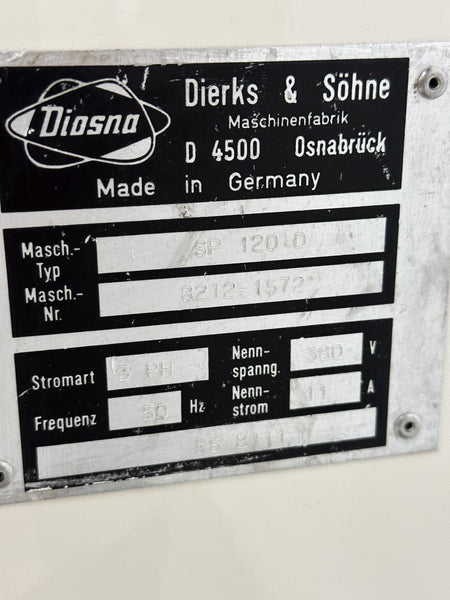 Diosna
Dierks & Söhne
Maschinenfabrik
D 4500 Osnabrück
Made in Germany
Masch.-Typ SP 120 D
Masch.-Nr. 8212-1572
Stromart 3 PH
Nenn-spanng. 380 V
Frequenz 50 Hz
Nenn-strom 11 A
8111